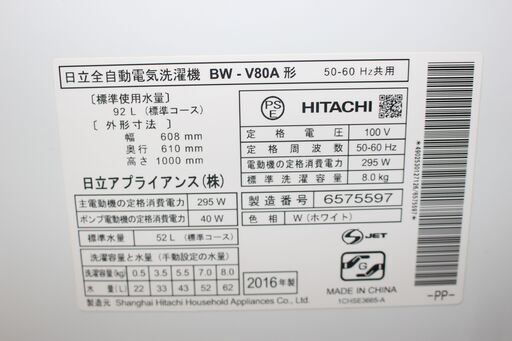 日立全自動電気洗濯機 BW-V80A形 50-60 Hz共用
〔標準使用水量〕
92 L (標準コース)
〔外形寸法〕
幅 608 mm
奥行 610 mm
高さ 1000 mm
日立アプライアンス(株)
主電動機の定格消費電力 295 W
ポンプ電動機の定格消費電力 40 W
標準水量 52 L (標準コース)
洗濯容量と水量 (手動設定の水量)
洗濯容量(kg) 0.5 3.5 5.5 7.0 8.0
水量(L) 22 33 43 52 62
製造元 Shanghai Hitachi Household Appliances Co., Ltd.
PS
E
HITACHI
定格電圧 100 V
定格周波数 50-60 Hz
電動機の定格消費電力 295 W
標準洗濯容量 8.0 kg
製造番号 6575597
色相 W (ホワイト)
2016年製
JET
G
MADE IN CHINA
1CHSE3665-A
*4902530127126/6575597*
-PP-